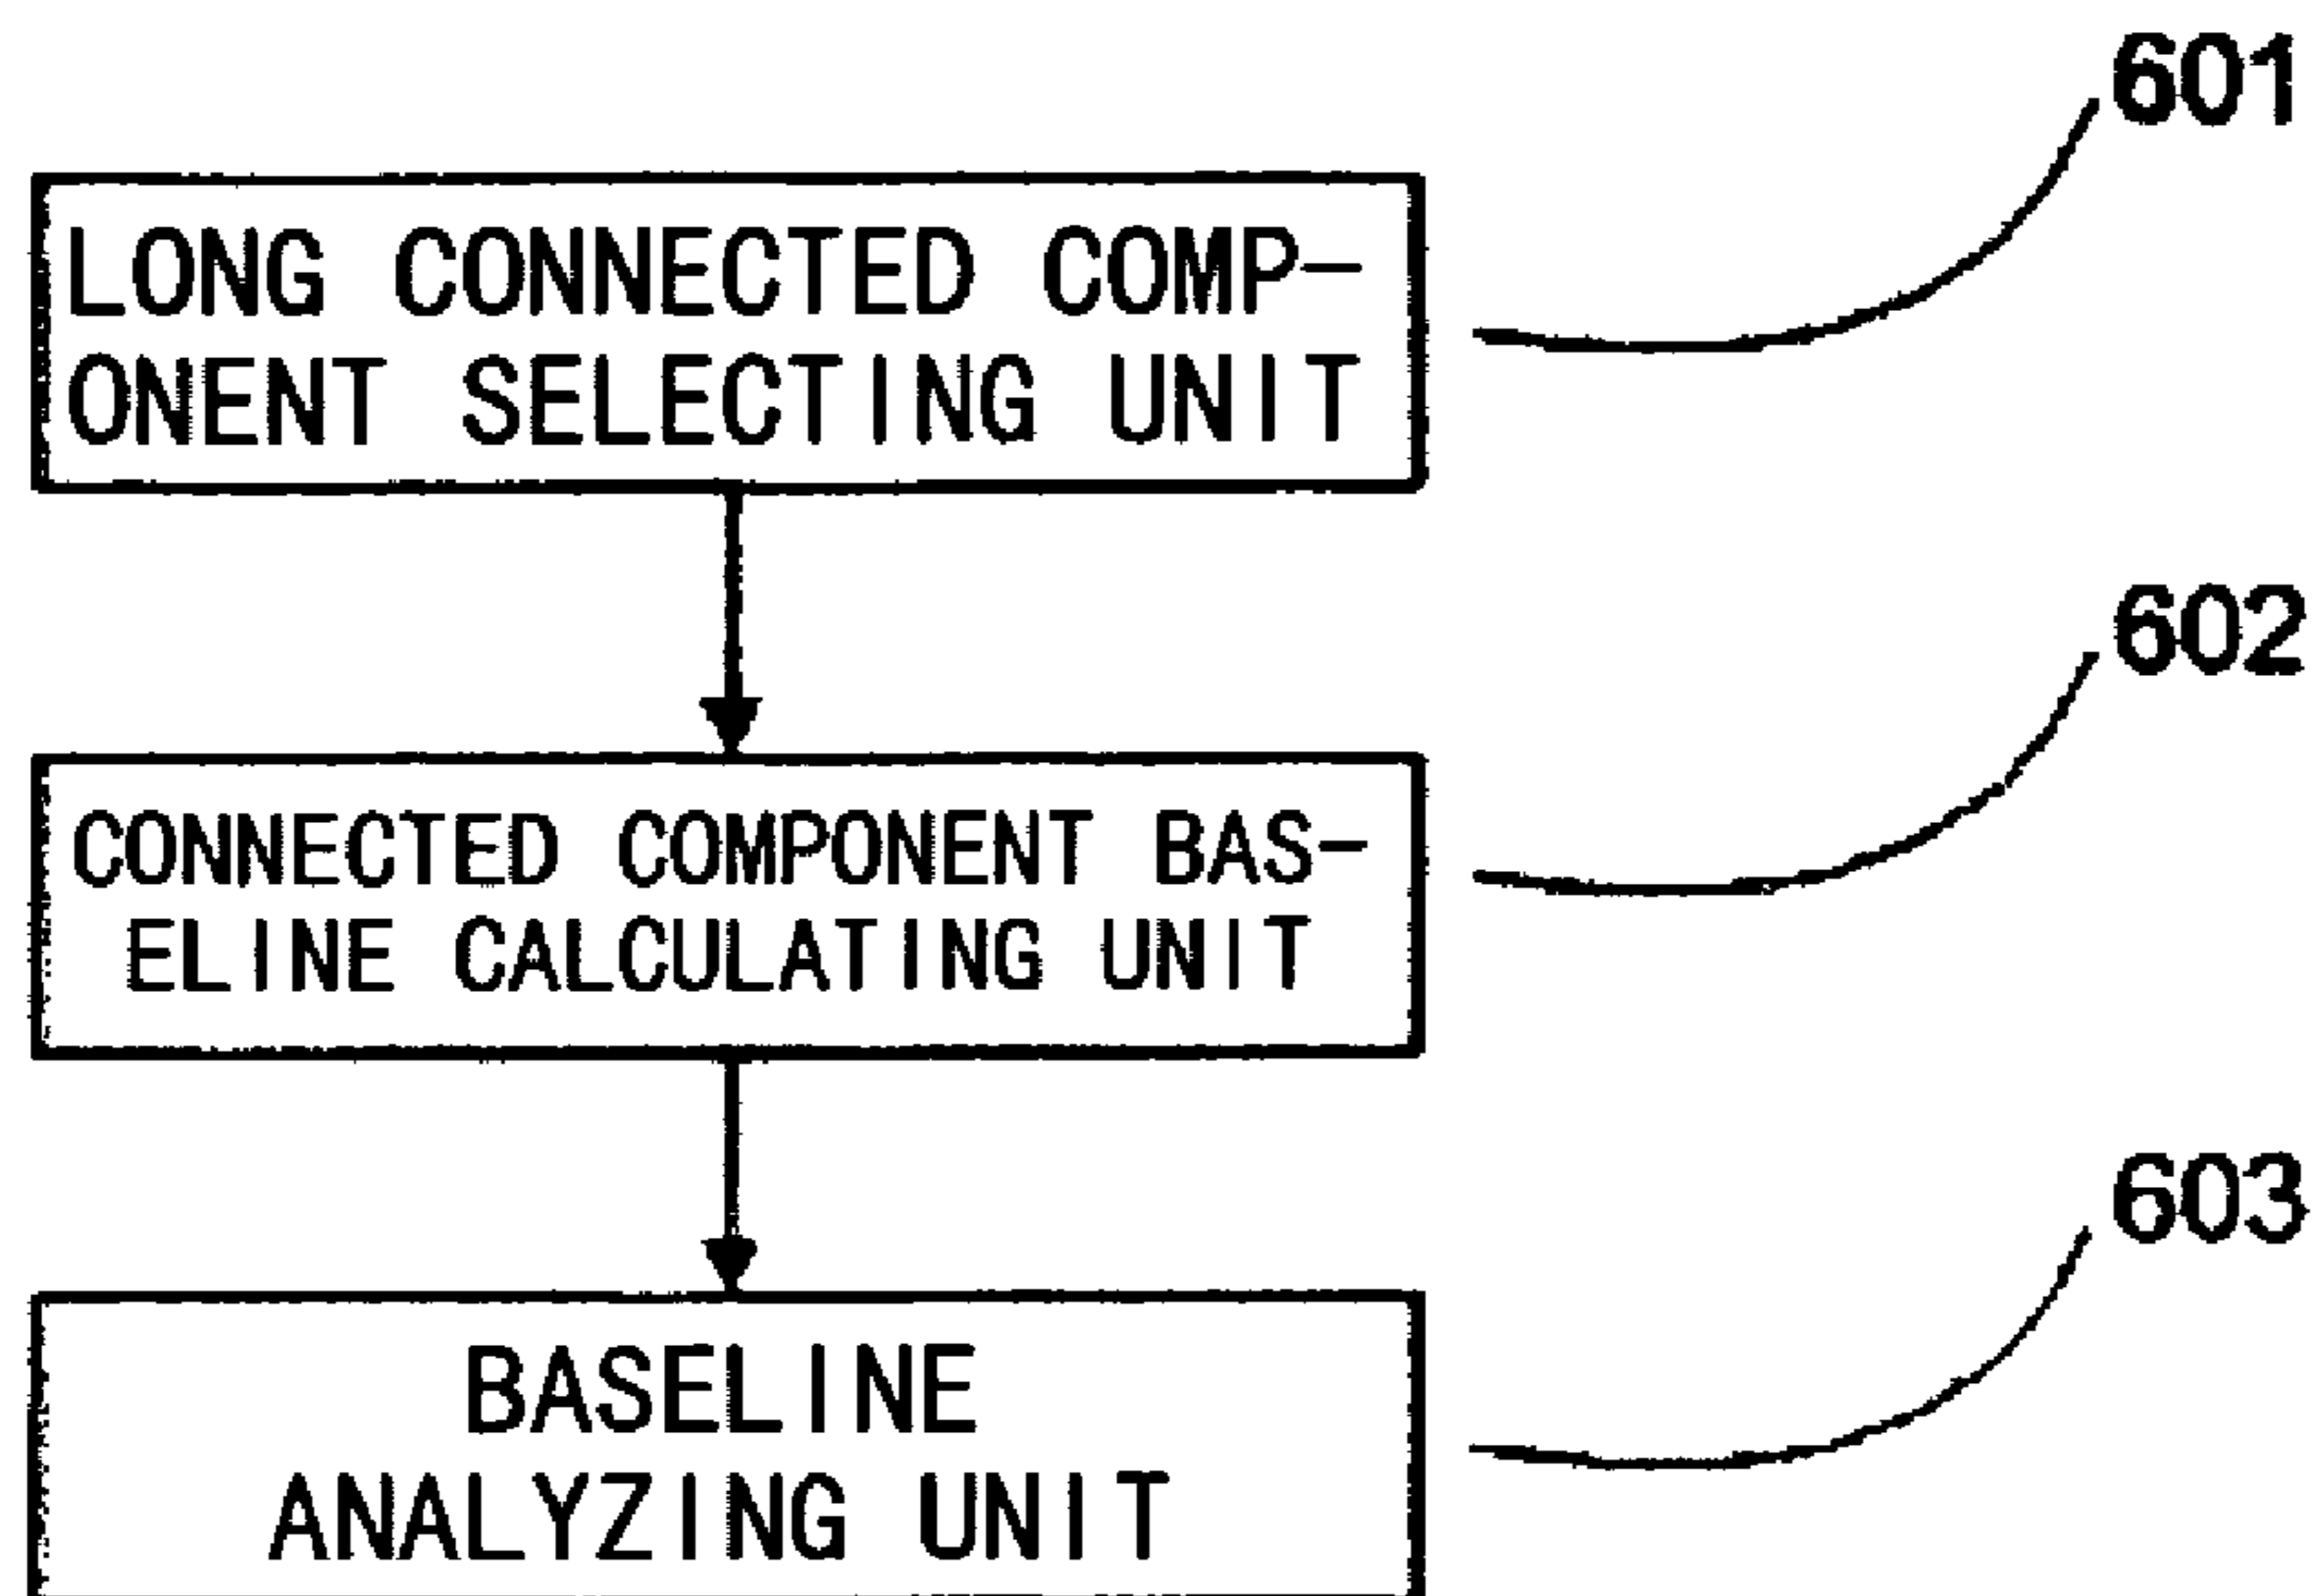 601
LONG CONNECTED COMP-
ONENT SELECTING UNIT
602
CONNECTED COMPONENT BAS-
ELINE CALCULATING UNIT
603
BASELINE
ANALYZING UNIT